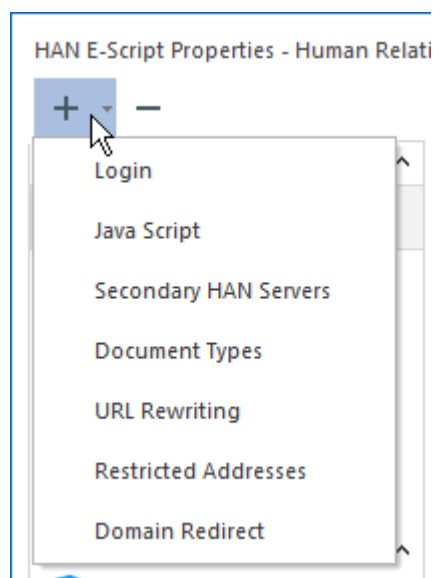 HAN E-Script Properties - Human Relati
Login
Java Script
Secondary HAN Servers
Document Types
URL Rewriting
Restricted Addresses
Domain Redirect